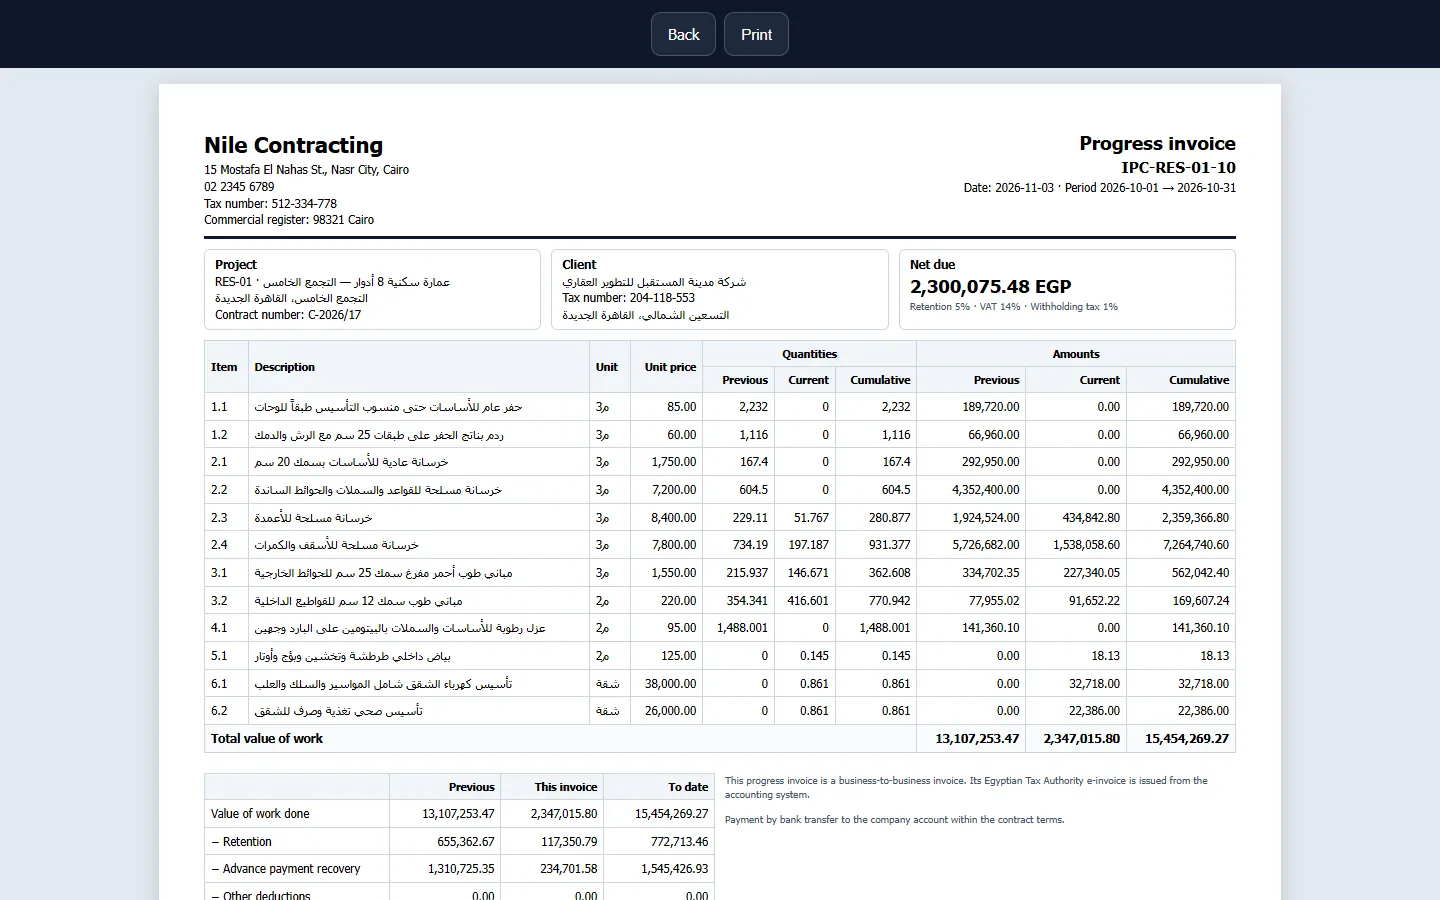 Back Print
Nile Contracting
15 Mostafa El Nahas St., Nasr City, Cairo
02 2345 6789
Tax number: 512-334-778
Commercial register: 98321 Cairo
Progress invoice
IPC-RES-01-10
Date: 2026-11-03 · Period 2026-10-01 → 2026-10-31
Project
RES-01 · عمارة سكنية 8 أدوار — التجمع الخامس
التجمع الخامس، القاهرة الجديدة
Contract number: C-2026/17
Client
شركة مدينة المستقبل للتطوير العقاري
Tax number: 204-118-553
التسعين الشمالي، القاهرة الجديدة
Net due
2,300,075.48 EGP
Retention 5% · VAT 14% · Withholding tax 1%
Item Description Unit Unit price Quantities Amounts
Previous Current Cumulative Previous Current Cumulative
1.1 حفر عام للأساسات حتى منسوب التأسيس طبقاً للوحات م3 85.00 2,232 0 2,232 189,720.00 0.00 189,720.00
1.2 ردم بناتج الحفر على طبقات 25 سم مع الرش والدمك م3 60.00 1,116 0 1,116 66,960.00 0.00 66,960.00
2.1 خرسانة عادية للأساسات بسمك 20 سم م3 1,750.00 167.4 0 167.4 292,950.00 0.00 292,950.00
2.2 خرسانة مسلحة للقواعد والسملات والحوائط الساندة م3 7,200.00 604.5 0 604.5 4,352,400.00 0.00 4,352,400.00
2.3 خرسانة مسلحة للأعمدة م3 8,400.00 229.11 51.767 280.877 1,924,524.00 434,842.80 2,359,366.80
2.4 خرسانة مسلحة للأسقف والكمرات م3 7,800.00 734.19 197.187 931.377 5,726,682.00 1,538,058.60 7,264,740.60
3.1 مباني طوب أحمر مفرغ سمك 25 سم للحوائط الخارجية م3 1,550.00 215.937 146.671 362.608 334,702.35 227,340.05 562,042.40
3.2 مباني طوب سمك 12 سم للقواطيع الداخلية م2 220.00 354.341 416.601 770.942 77,955.02 91,652.22 169,607.24
4.1 عزل رطوبة للأساسات والسملات بالبيتومين على البارد وجهين م2 95.00 1,488.001 0 1,488.001 141,360.10 0.00 141,360.10
5.1 بياض داخلي طرطشة وتخشين وبؤج وأوتار م2 125.00 0 0.145 0.145 0.00 18.13 18.13
6.1 تأسيس كهرباء الشقق شامل المواسير والسلك والعلب شقة 38,000.00 0 0.861 0.861 0.00 32,718.00 32,718.00
6.2 تأسيس صحي تغذية وصرف للشقق شقة 26,000.00 0 0.861 0.861 0.00 22,386.00 22,386.00
Total value of work 13,107,253.47 2,347,015.80 15,454,269.27
Previous This invoice To date
Value of work done 13,107,253.47 2,347,015.80 15,454,269.27
− Retention 655,362.67 117,350.79 772,713.46
− Advance payment recovery 1,310,725.35 234,701.58 1,545,426.93
− Other deductions 0.00 0.00 0.00
This progress invoice is a business-to-business invoice. Its Egyptian Tax Authority e-invoice is issued from the
accounting system.
Payment by bank transfer to the company account within the contract terms.